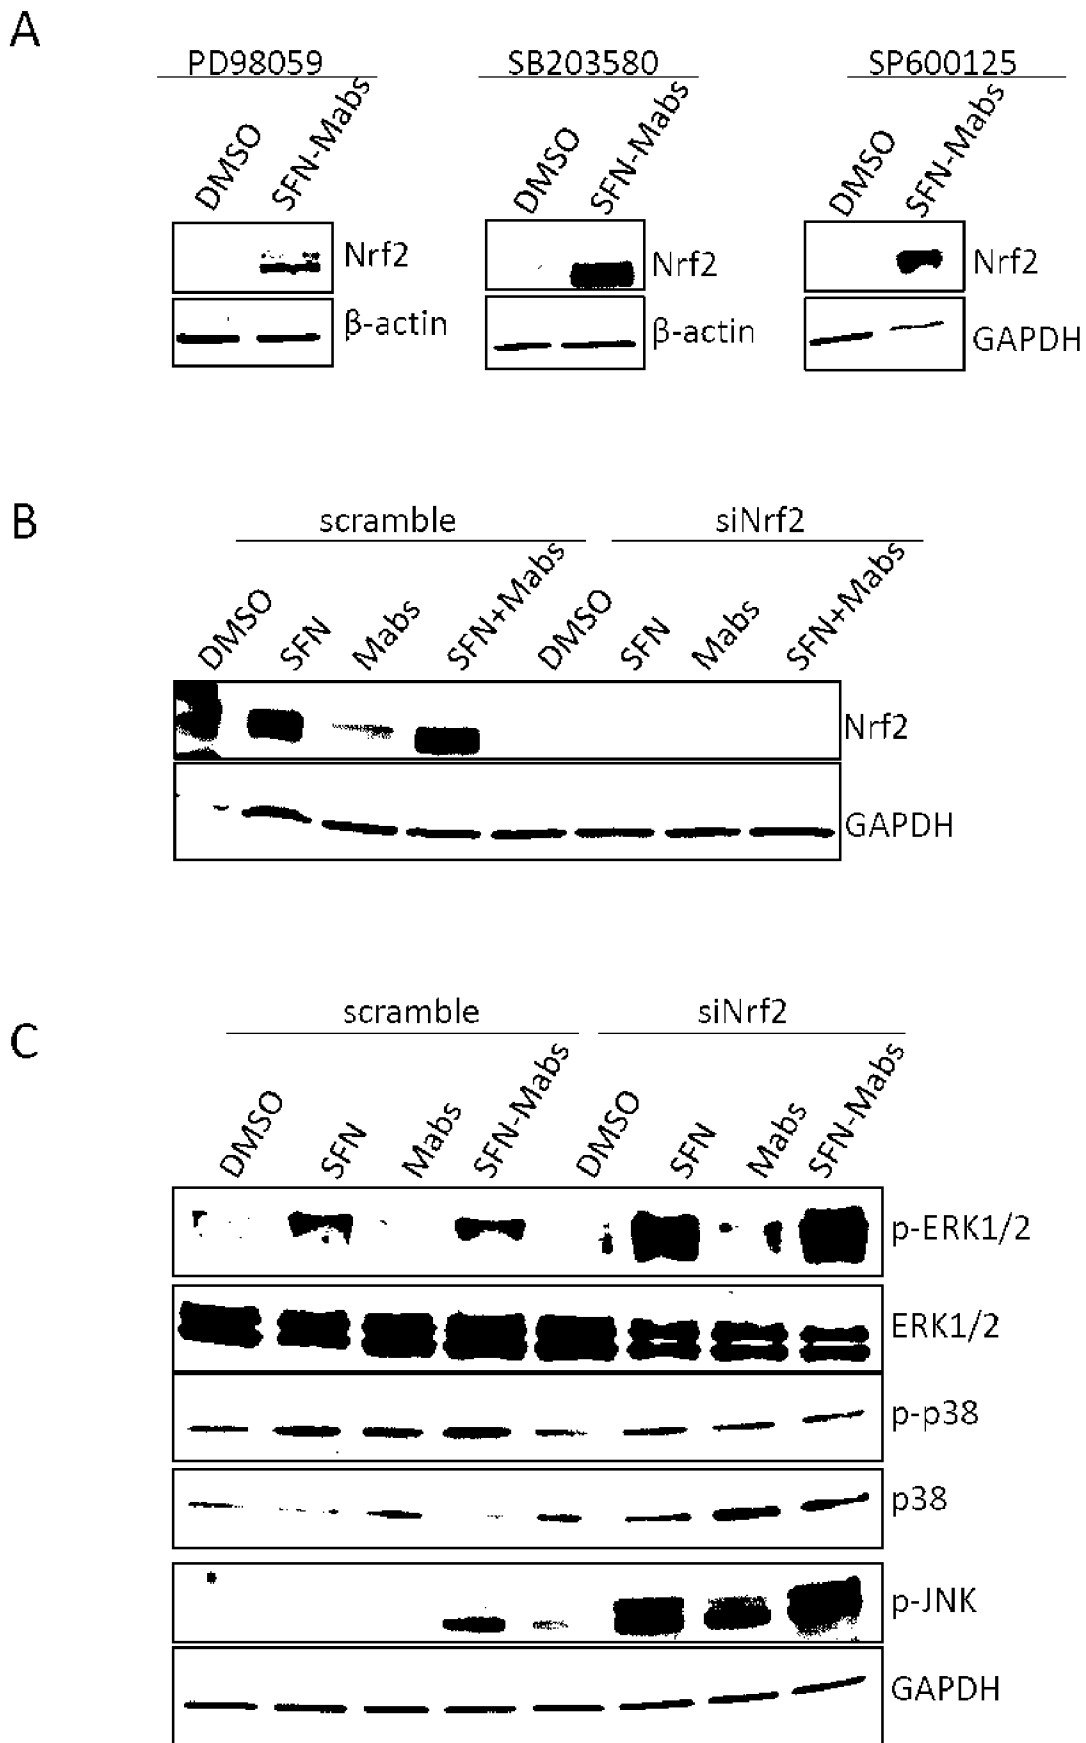 A
PD98059 SB203580 SP600125
DMSO SFN-Mabs DMSO SFN-Mabs DMSO SFN-Mabs
Nrf2 Nrf2 Nrf2
β-actin β-actin GAPDH
B
scramble siNrf2
DMSO SFN Mabs SFN+Mabs DMSO SFN Mabs SFN+Mabs
Nrf2
GAPDH
C
scramble siNrf2
DMSO SFN Mabs SFN-Mabs DMSO SFN Mabs SFN-Mabs
p-ERK1/2
ERK1/2
p-p38
p38
p-JNK
GAPDH